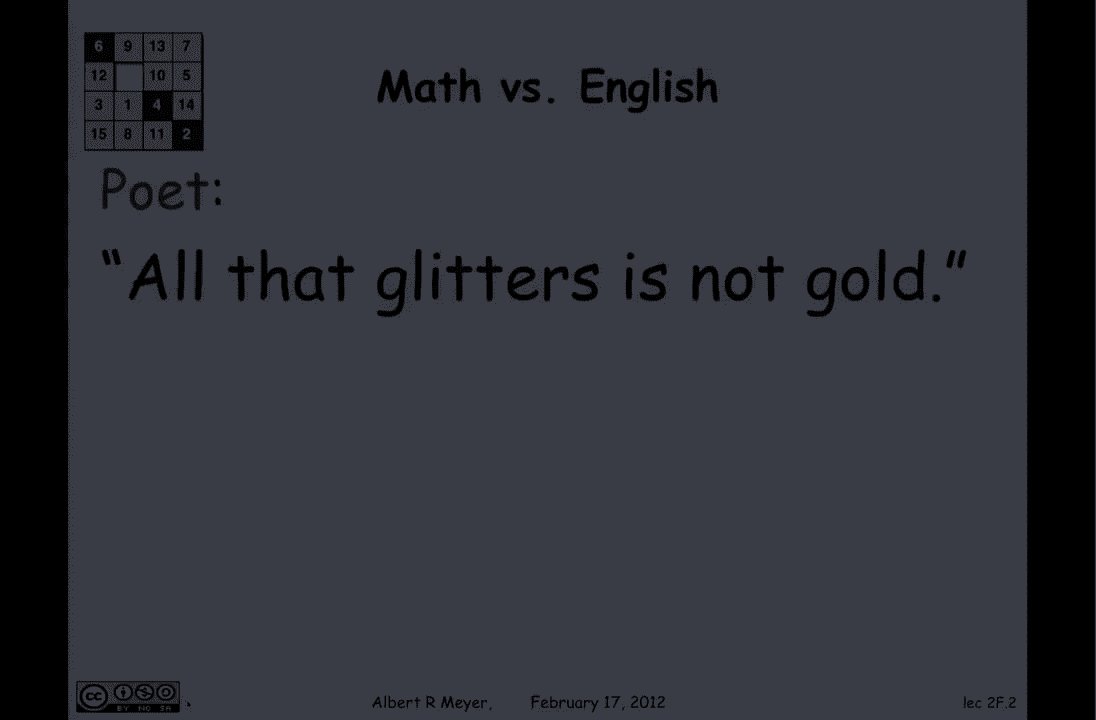 6 9 13 7
12 10 5
3 1 4 14
15 8 11 2
Math vs. English
Poet:
“All that glitters is not gold.”
cc BY NC SA
Albert R Meyer, February 17, 2012
lec 2F.2